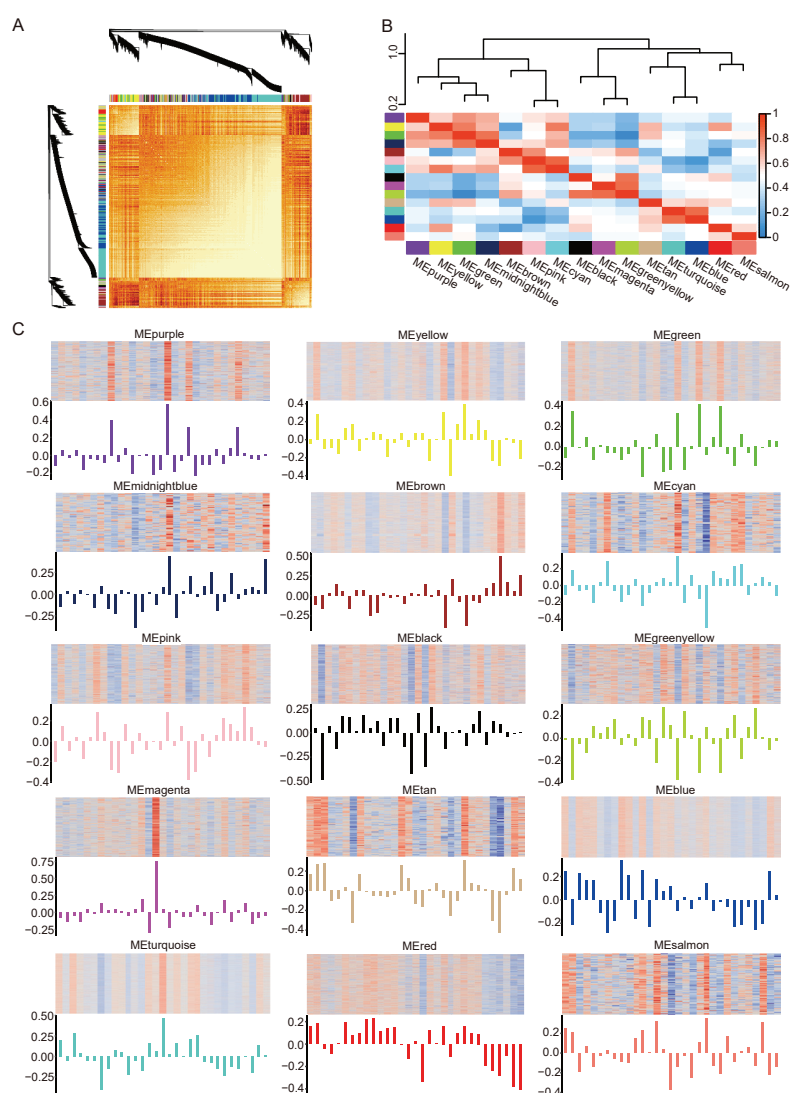 A
B
1.0
0.2
1
0.8
0.6
0.4
0.2
0
MEpurple
MEyellow
MEgreen
MEmidnightblue
MEbrown
MEpink
MEcyan
MEblack
MEmagenta
MEgreenyellow
MEtan
MEturquoise
MEblue
MEred
MEsalmon
C
MEpurple
0.6
0.4
0.2
0.0
−0.2
MEyellow
0.4
0.2
0.0
−0.2
−0.4
MEgreen
0.4
0.2
0.0
−0.2
MEmidnightblue
0.25
0.00
−0.25
MEbrown
0.50
0.25
0.00
−0.25
MEcyan
0.2
0.0
−0.2
−0.4
MEpink
0.2
0.0
−0.2
−0.4
MEblack
0.25
0.00
−0.25
−0.50
MEgreenyellow
0.2
0.0
−0.2
−0.4
MEmagenta
0.75
0.50
0.25
0.00
−0.25
MEtan
0.2
0.0
−0.2
−0.4
MEblue
0.2
0.0
−0.2
−0.4
MEturquoise
0.50
0.25
0.00
−0.25
MEred
0.2
0.0
−0.2
−0.4
MEsalmon
0.2
0.0
−0.2
−0.4